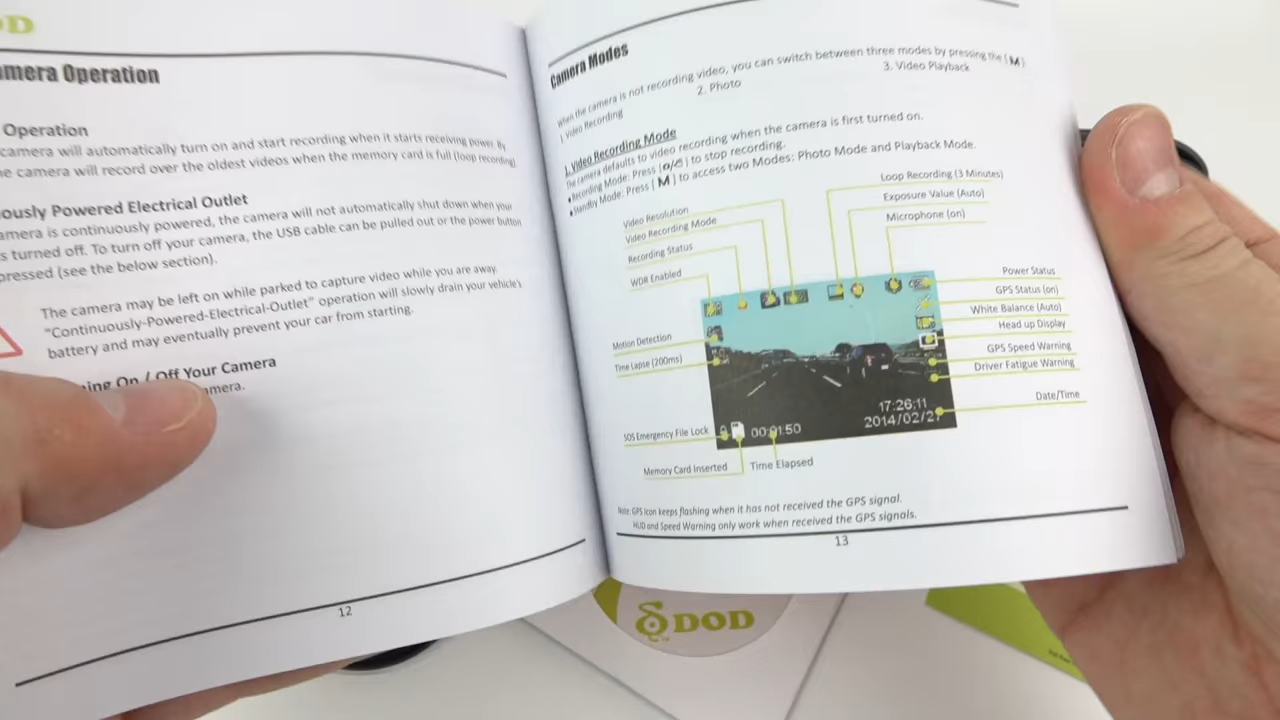 OD
mera Operation
Operation
camera will automatically turn on and start recording when it starts receiving power. By
e camera will record over the oldest videos when the memory card is full (loop recording)
ously Powered Electrical Outlet
amera is continuously powered, the camera will not automatically shut down when your
s turned off. To turn off your camera, the USB cable can be pulled out or the power button
pressed (see the below section).
The camera may be left on while parked to capture video while you are away.
"Continuously-Powered-Electrical-Outlet" operation will slowly drain your vehicle's
battery and may eventually prevent your car from starting.
ing On / Off Your Camera
amera.
12
Camera Modes
When the camera is not recording video, you can switch between three modes by pressing the [M]
1. Video Recording 2. Photo 3. Video Playback
1. Video Recording Mode
The camera defaults to video recording when the camera is first turned on.
•Recording Mode: Press [ ] to stop recording.
•Standby Mode: Press [ M ] to access two Modes: Photo Mode and Playback Mode.
Loop Recording (3 Minutes)
Exposure Value (Auto)
Microphone (on)
Video Resolution
Video Recording Mode
Recording Status
WDR Enabled
Motion Detection
Time Lapse (200ms)
SOS Emergency File Lock
Memory Card Inserted
Time Elapsed
Power Status
GPS Status (on)
White Balance (Auto)
Head up Display
GPS Speed Warning
Driver Fatigue Warning
Date/Time
17:26:11
2014/02/27
00:01:50
Note: GPS icon keeps flashing when it has not received the GPS signal.
HUD and Speed Warning only work when received the GPS signals.
13
DOD